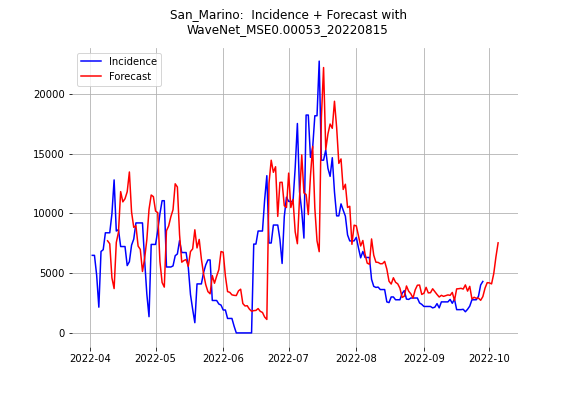 San_Marino:  Incidence + Forecast with
WaveNet_MSE0.00053_20220815
Incidence
Forecast
20000
15000
10000
5000
0
2022-04 2022-05 2022-06 2022-07 2022-08 2022-09 2022-10